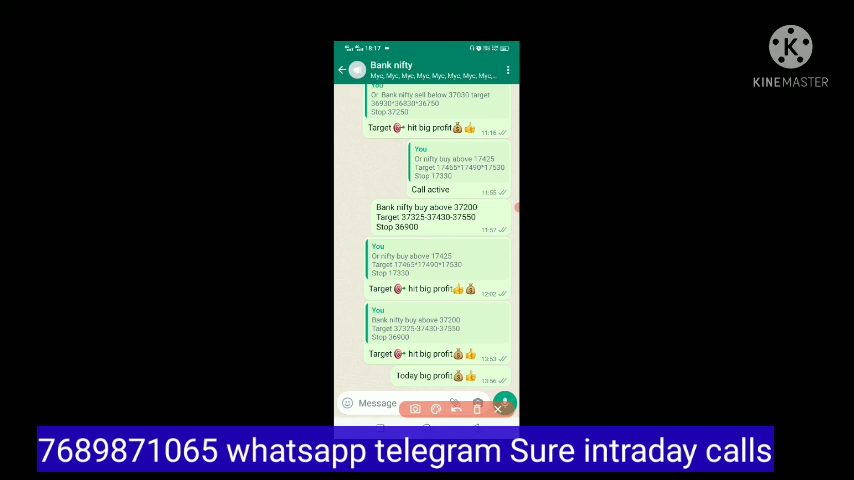 18:17
K
KINEMASTER
Bank nifty
Myc, Myc, Myc, Myc, Myc, Myc, Myc, Myc,...
You
Or. Bank nifty sell below 37030 target
36930*36830*36750
Stop 37250
Target 🎯 hit big profit💰👍
11:16
You
Or nifty buy above 17425
Target 17465*17490*17530
Stop 17330
Call active
11:55
Bank nifty buy above 37200
Target 37325-37430-37550
Stop 36900
11:57
You
Or nifty buy above 17425
Target 17465*17490*17530
Stop 17330
Target 🎯 hit big profit👍💰
12:02
You
Bank nifty buy above 37200
Target 37325-37430-37550
Stop 36900
Target 🎯 hit big profit💰👍
13:53
Today big profit💰👍
13:56
Message
7689871065 whatsapp telegram Sure intraday calls